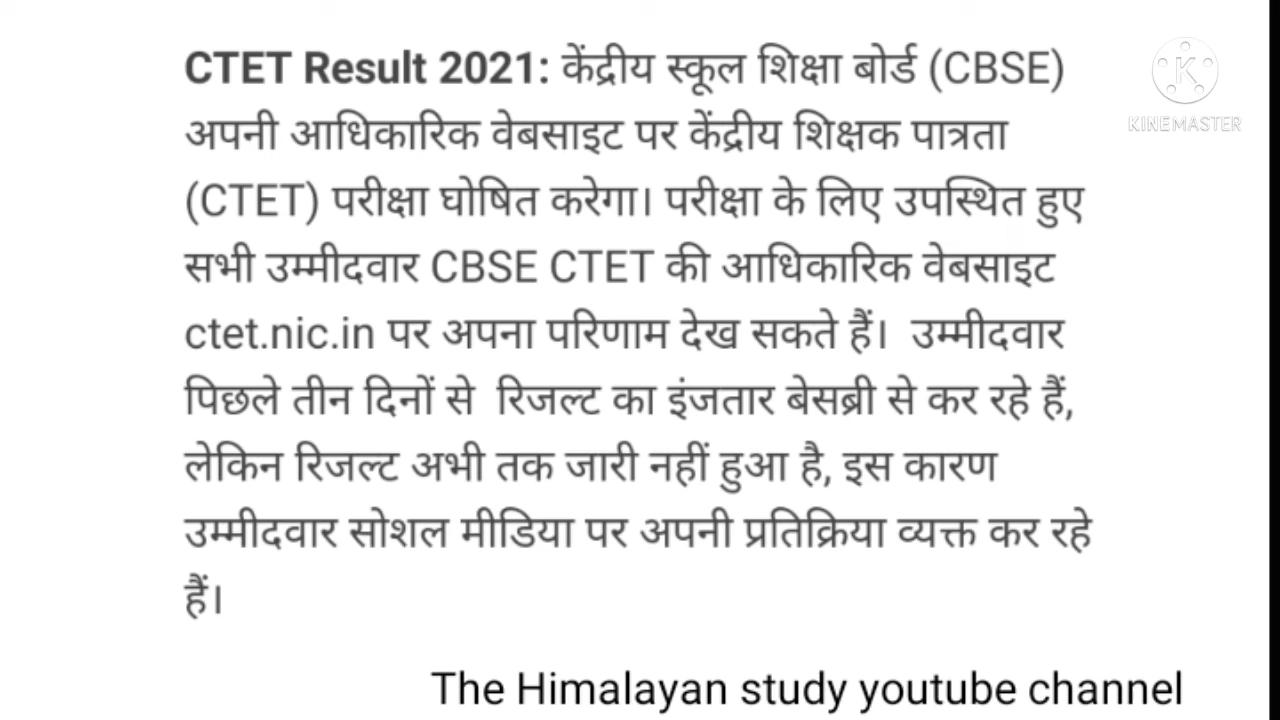 CTET Result 2021: केंद्रीय स्कूल शिक्षा बोर्ड (CBSE)
अपनी आधिकारिक वेबसाइट पर केंद्रीय शिक्षक पात्रता
(CTET) परीक्षा घोषित करेगा। परीक्षा के लिए उपस्थित हुए
सभी उम्मीदवार CBSE CTET की आधिकारिक वेबसाइट
ctet.nic.in पर अपना परिणाम देख सकते हैं। उम्मीदवार
पिछले तीन दिनों से रिजल्ट का इंजतार बेसब्री से कर रहे हैं,
लेकिन रिजल्ट अभी तक जारी नहीं हुआ है, इस कारण
उम्मीदवार सोशल मीडिया पर अपनी प्रतिक्रिया व्यक्त कर रहे
हैं।
K
KINEMASTER
The Himalayan study youtube channel